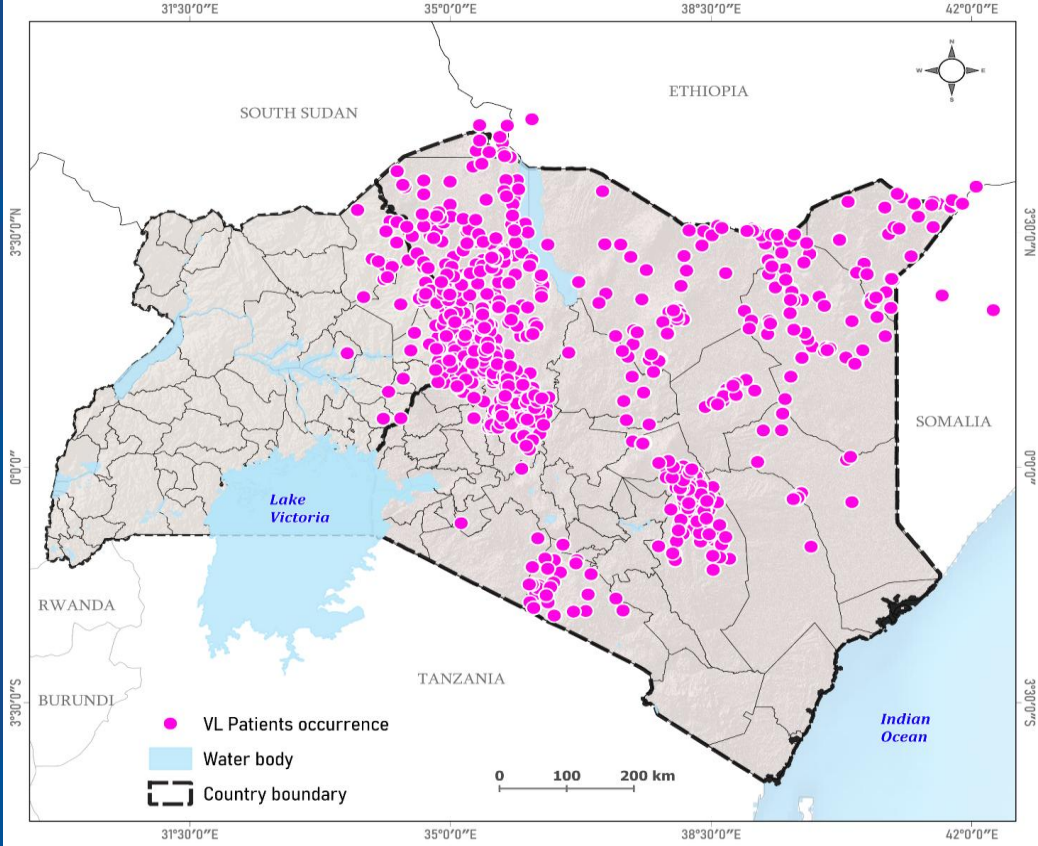 31°30'0"E 35°0'0"E 38°30'0"E 42°0'0"E
N
W E
S
ETHIOPIA
SOUTH SUDAN
3°30'0"N
3°30'0"N
SOMALIA
0°0'0"
0°0'0"
Lake
Victoria
RWANDA
TANZANIA
BURUNDI
3°30'0"S
3°30'0"S
Indian
Ocean
VL Patients occurrence
Water body
0 100 200 km
Country boundary
31°30'0"E 35°0'0"E 38°30'0"E 42°0'0"E